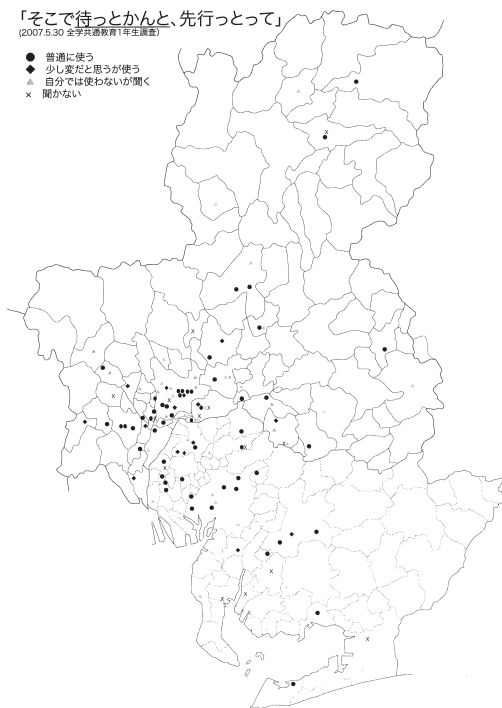 「そこで待っとかんと、先行っとって」
(2007.5.30 全学共通教育1年生調査)
● 普通に使う
◆ 少し変だと思うが使う
▲ 自分では使わないが聞く
× 聞かない